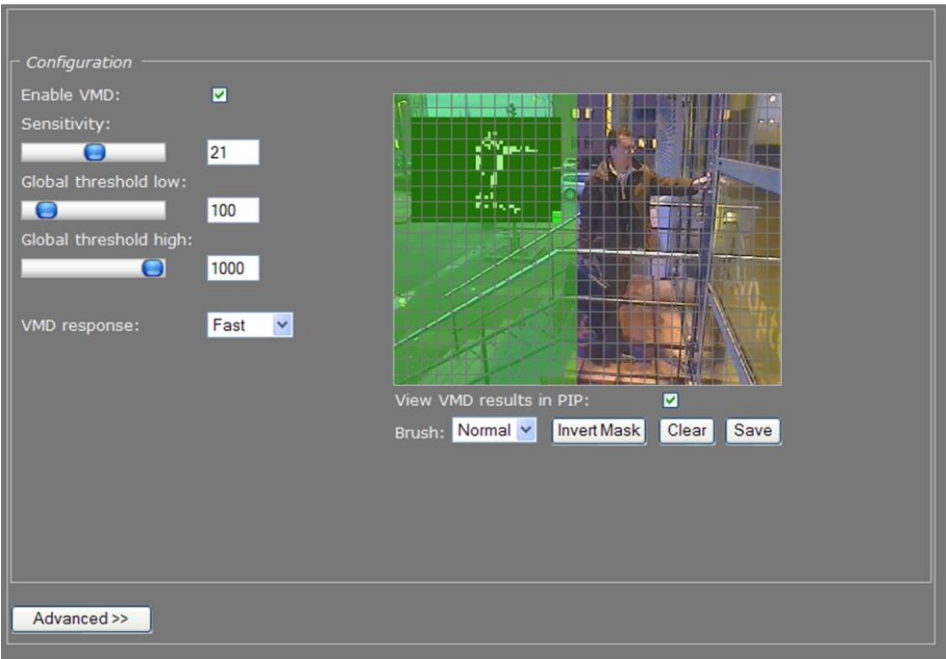 Configuration
Enable VMD:
Sensitivity:
21
Global threshold low:
100
Global threshold high:
1000
VMD response: Fast
View VMD results in PIP:
Brush: Normal Invert Mask Clear Save
Advanced >>